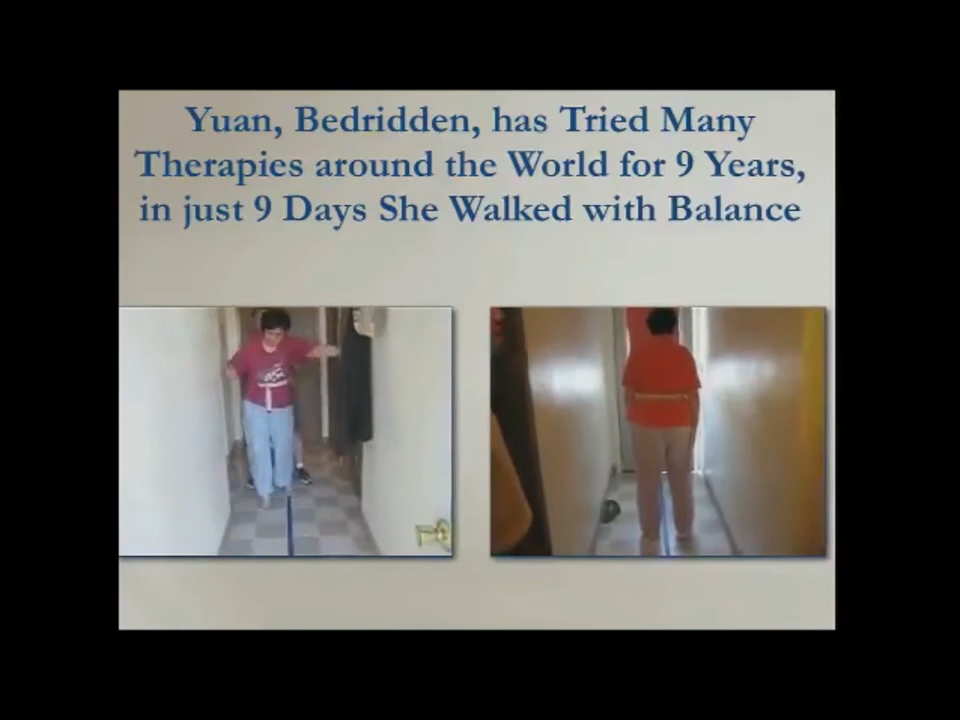 Yuan, Bedridden, has Tried Many
Therapies around the World for 9 Years,
in just 9 Days She Walked with Balance